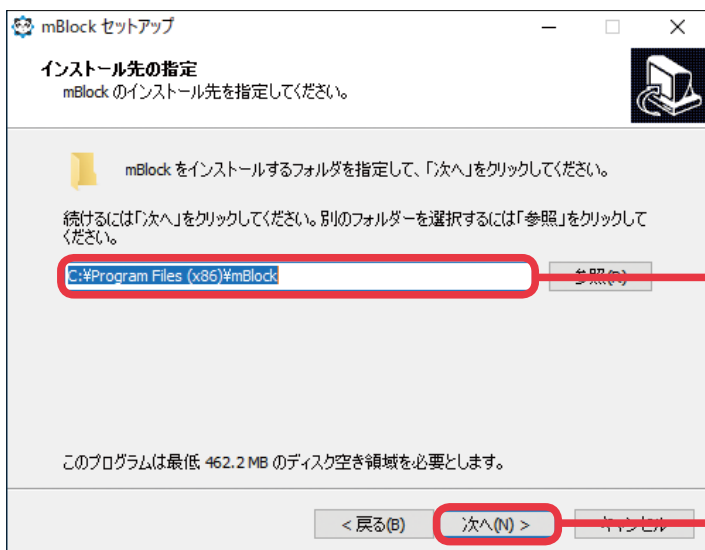 mBlock セットアップ
インストール先の指定
mBlock のインストール先を指定してください。
mBlock をインストールするフォルダを指定して、「次へ」をクリックしてください。
続けるには「次へ」をクリックしてください。別のフォルダーを選択するには「参照」をクリックして
ください。
C:¥Program Files (x86)¥mBlock
参照(R)
このプログラムは最低 462.2 MB のディスク空き領域を必要とします。
< 戻る(B)
次へ(N) >
キャンセル